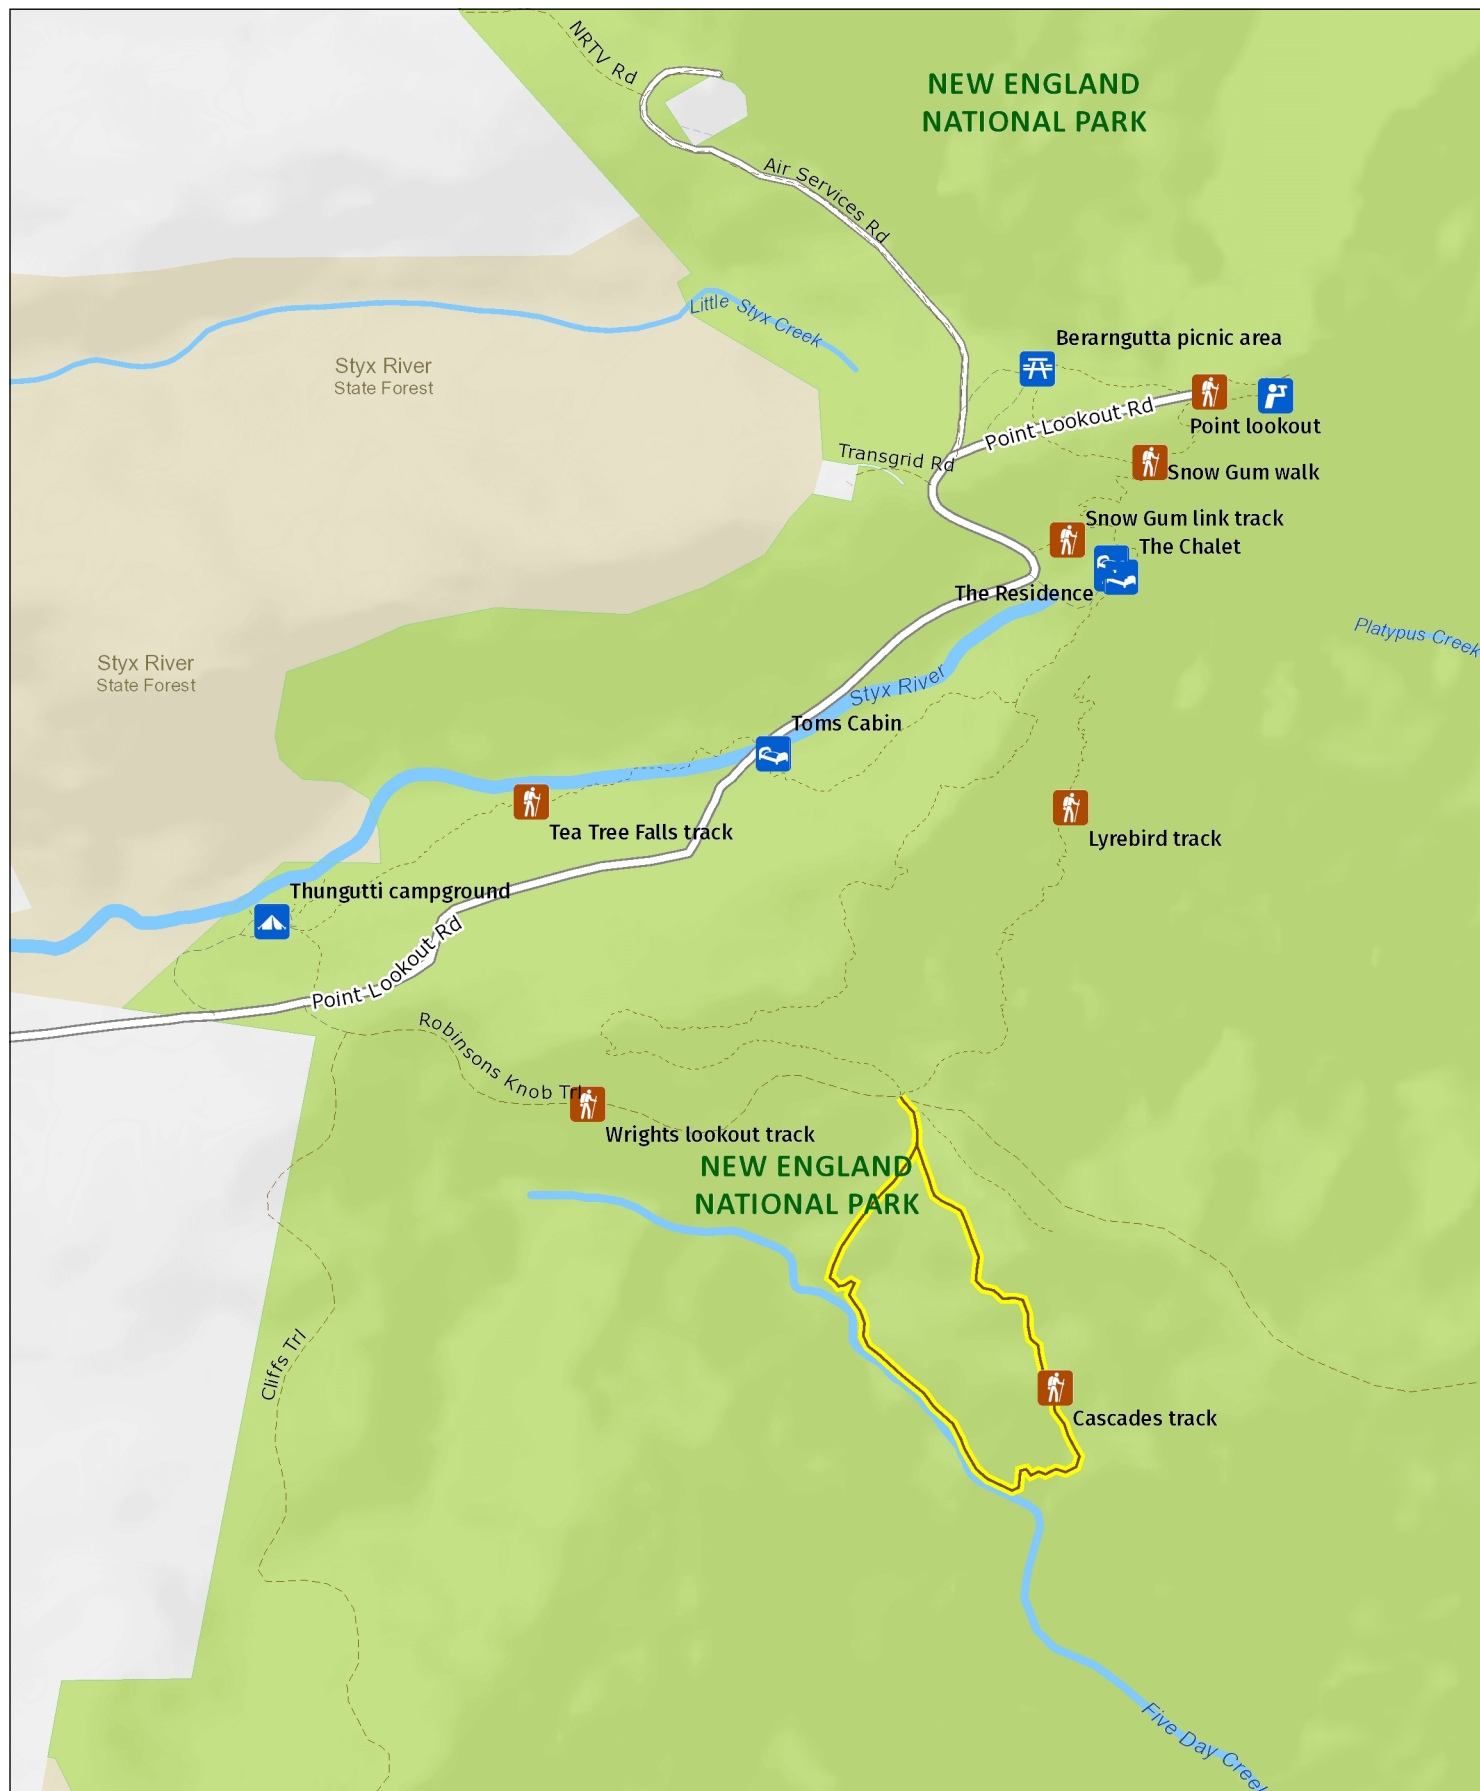 NRTV Rd
NEW ENGLAND
NATIONAL PARK
Air Services Rd
Little Styx Creek
Berarngutta picnic area
Styx River
State Forest
Point Lookout Rd
Point lookout
Transgrid Rd
Snow Gum walk
Snow Gum link track
The Chalet
The Residence
Platypus Creek
Styx River
State Forest
Styx River
Toms Cabin
Tea Tree Falls track
Lyrebird track
Thungutti campground
Point Lookout Rd
Robinsons Knob Trl
Wrights lookout track
NEW ENGLAND
NATIONAL PARK
Cliffs Trl
Cascades track
Five Day Creek